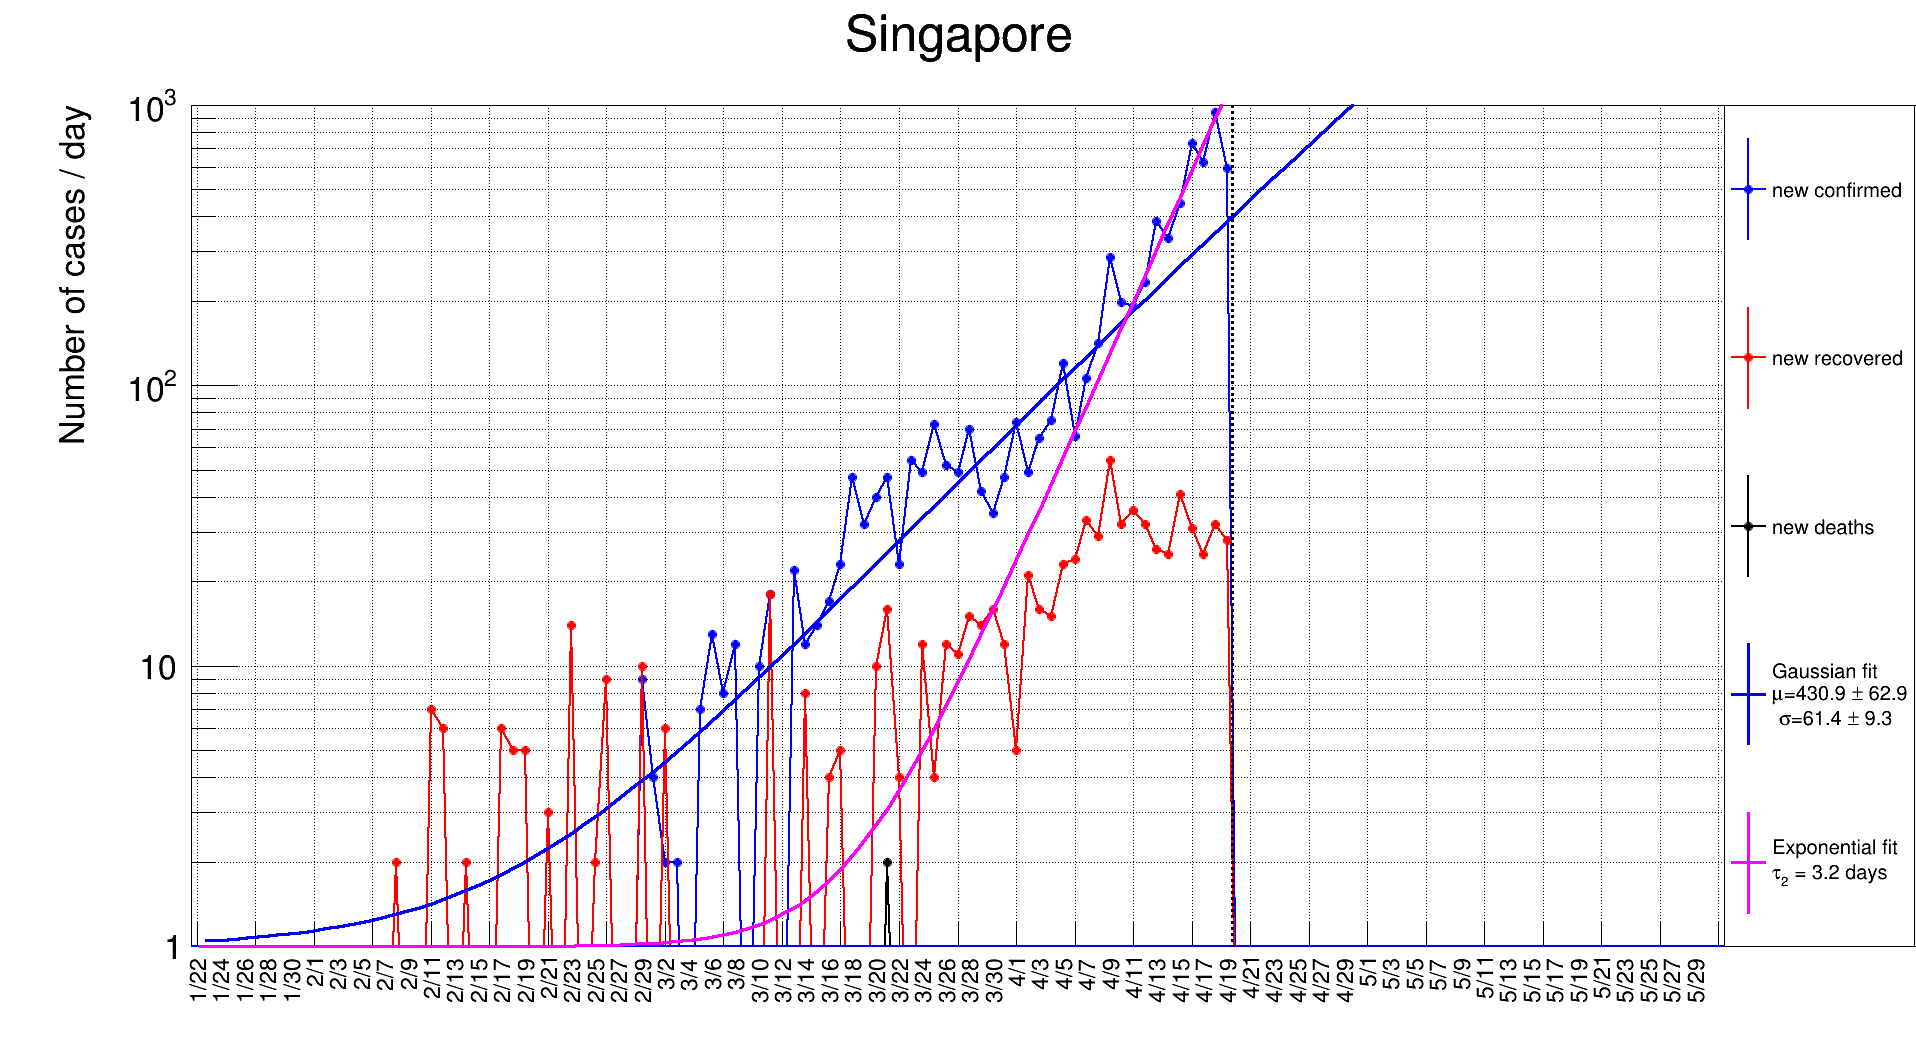 Singapore
Number of cases / day
10³
10²
10
1
1/22 1/24 1/26 1/28 1/30 2/1 2/3 2/5 2/7 2/9 2/11 2/13 2/15 2/17 2/19 2/21 2/23 2/25 2/27 2/29 3/2 3/4 3/6 3/8 3/10 3/12 3/14 3/16 3/18 3/20 3/22 3/24 3/26 3/28 3/30 4/1 4/3 4/5 4/7 4/9 4/11 4/13 4/15 4/17 4/19 4/21 4/23 4/25 4/27 4/29 5/1 5/3 5/5 5/7 5/9 5/11 5/13 5/15 5/17 5/19 5/21 5/23 5/25 5/27 5/29
new confirmed
new recovered
new deaths
Gaussian fit
μ=430.9 ± 62.9
σ=61.4 ± 9.3
Exponential fit
τ₂ = 3.2 days